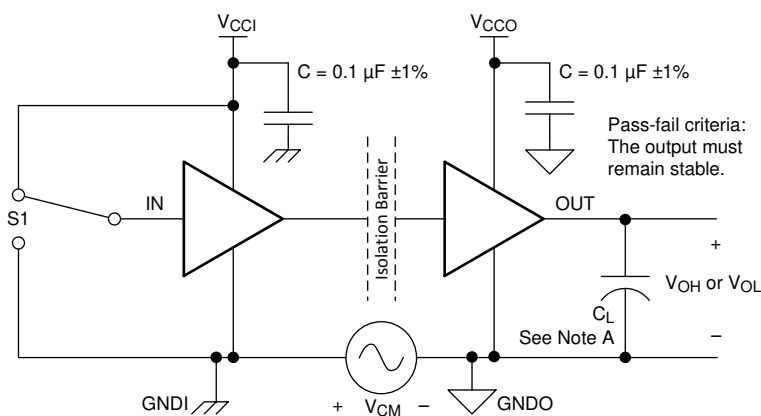 VCCI
VCCO
C = 0.1 µF ±1%
C = 0.1 µF ±1%
Pass-fail criteria:
The output must
remain stable.
S1
IN
Isolation Barrier
OUT
+
VOH or VOL
CL
See Note A
–
GNDI
+ VCM –
GNDO